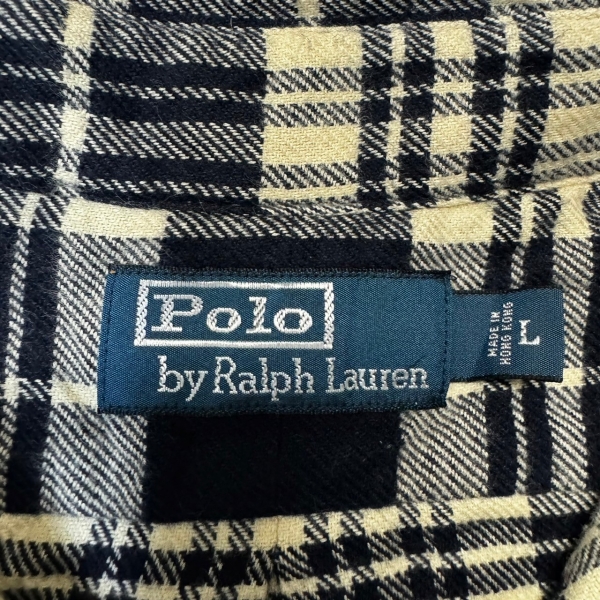 Polo
by Ralph Lauren
MADE IN
HONG KONG
L